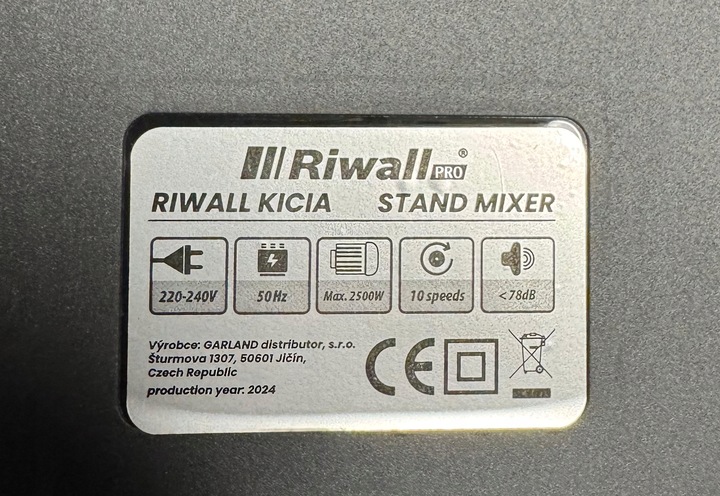 Riwall PRO®
RIWALL KICIA STAND MIXER
220-240V 50Hz Max. 2500W 10 speeds <78dB
Výrobce: GARLAND distributor, s.r.o.
Šturmova 1307, 50601 Jičín,
Czech Republic
production year: 2024
CE